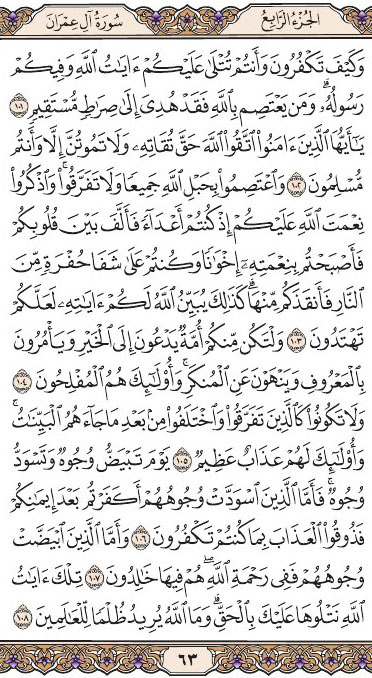 الجزء الرابع
سورة آل عمران
وَكَيْفَ تَكْفُرُونَ وَأَنتُمْ تُتْلَىٰ عَلَيْكُمْ ءَايَٰتُ ٱللَّهِ وَفِيكُمْ
رَسُولُهُۥ ۗ وَمَن يَعْتَصِم بِٱللَّهِ فَقَدْ هُدِىَ إِلَىٰ صِرَٰطٍ مُّسْتَقِيمٍ ١٠١
يَٰٓأَيُّهَا ٱلَّذِينَ ءَامَنُوا۟ ٱتَّقُوا۟ ٱللَّهَ حَقَّ تُقَاتِهِۦ وَلَا تَمُوتُنَّ إِلَّا وَأَنتُم
مُّسْلِمُونَ ١٠٢ وَٱعْتَصِمُوا۟ بِحَبْلِ ٱللَّهِ جَمِيعًا وَلَا تَفَرَّقُوا۟ ۚ وَٱذْكُرُوا۟
نِعْمَتَ ٱللَّهِ عَلَيْكُمْ إِذْ كُنتُمْ أَعْدَآءً فَأَلَّفَ بَيْنَ قُلُوبِكُمْ
فَأَصْبَحْتُم بِنِعْمَتِهِۦٓ إِخْوَٰنًا وَكُنتُمْ عَلَىٰ شَفَا حُفْرَةٍ مِّنَ
ٱلنَّارِ فَأَنقَذَكُم مِّنْهَا ۗ كَذَٰلِكَ يُبَيِّنُ ٱللَّهُ لَكُمْ ءَايَٰتِهِۦ لَعَلَّكُمْ
تَهْتَدُونَ ١٠٣ وَلْتَكُن مِّنكُمْ أُمَّةٌ يَدْعُونَ إِلَى ٱلْخَيْرِ وَيَأْمُرُونَ
بِٱلْمَعْرُوفِ وَيَنْهَوْنَ عَنِ ٱلْمُنكَرِ ۚ وَأُو۟لَٰٓئِكَ هُمُ ٱلْمُفْلِحُونَ ١٠٤
وَلَا تَكُونُوا۟ كَٱلَّذِينَ تَفَرَّقُوا۟ وَٱخْتَلَفُوا۟ مِنۢ بَعْدِ مَا جَآءَهُمُ ٱلْبَيِّنَٰتُ ۚ
وَأُو۟لَٰٓئِكَ لَهُمْ عَذَابٌ عَظِيمٌ ١٠٥ يَوْمَ تَبْيَضُّ وُجُوهٌ وَتَسْوَدُّ
وُجُوهٌ ۚ فَأَمَّا ٱلَّذِينَ ٱسْوَدَّتْ وُجُوهُهُمْ أَكَفَرْتُم بَعْدَ إِيمَٰنِكُمْ
فَذُوقُوا۟ ٱلْعَذَابَ بِمَا كُنتُمْ تَكْفُرُونَ ١٠٦ وَأَمَّا ٱلَّذِينَ ٱبْيَضَّتْ
وُجُوهُهُمْ فَفِى رَحْمَةِ ٱللَّهِ ۖ هُمْ فِيهَا خَٰلِدُونَ ١٠٧ تِلْكَ ءَايَٰتُ
ٱللَّهِ نَتْلُوهَا عَلَيْكَ بِٱلْحَقِّ ۗ وَمَا ٱللَّهُ يُرِيدُ ظُلْمًا لِّلْعَٰلَمِينَ ١٠٨
٦٣